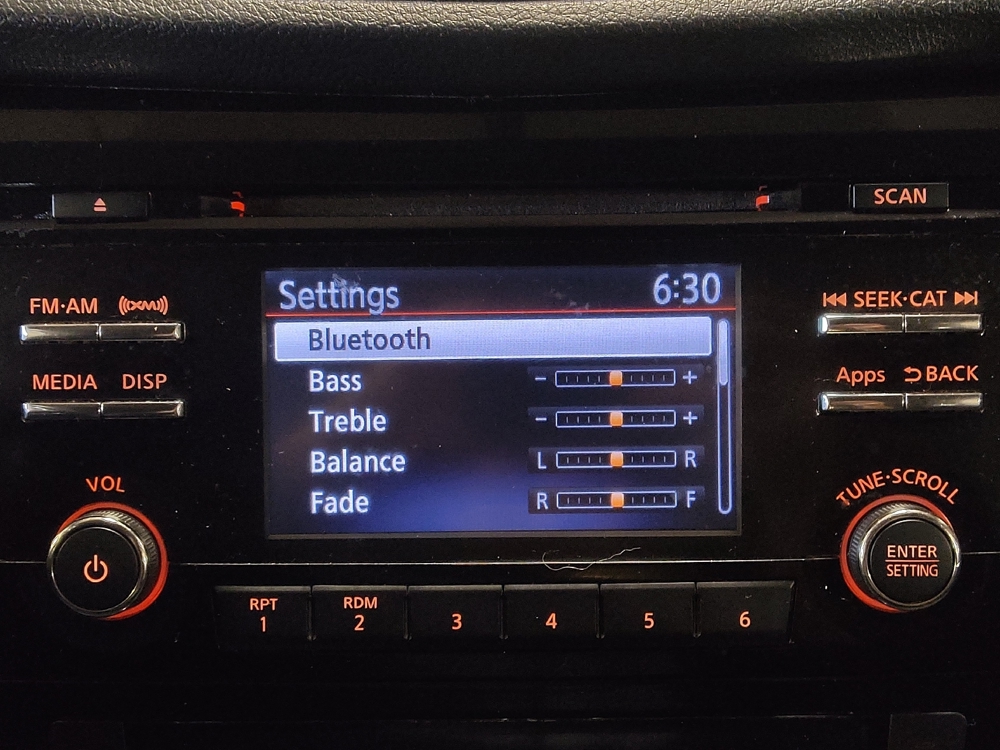 SCAN
Settings 6:30
FM·AM ((XM))
SEEK·CAT
Bluetooth
MEDIA DISP
Apps BACK
Bass - +
Treble - +
Balance L R
Fade R F
VOL
TUNE·SCROLL
ENTER
SETTING
RPT
1
RDM
2
3
4
5
6